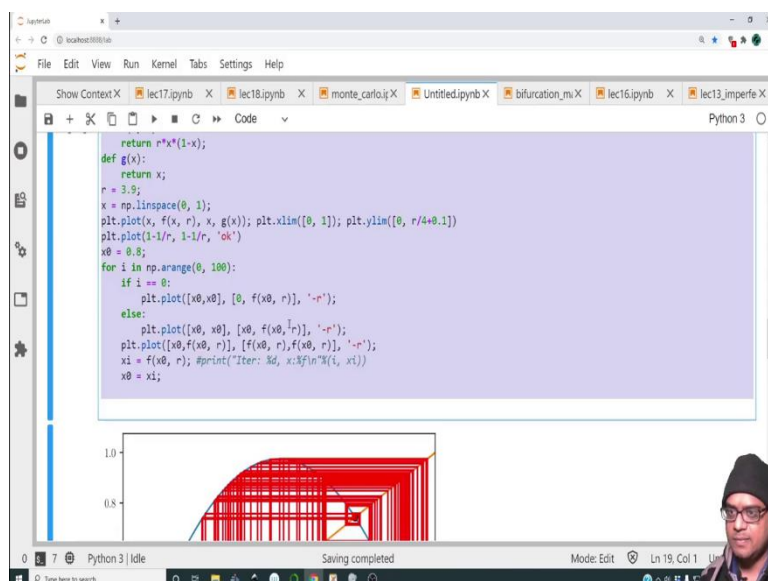 JupyterLab
localhost:8888/lab
File Edit View Run Kernel Tabs Settings Help
Show Context lec17.ipynb lec18.ipynb monte_carlo.ip Untitled.ipynb bifurcation_m lec16.ipynb lec13_imperfe
Code Python 3
return r*x*(1-x);
def g(x):
return x;
r = 3.9;
x = np.linspace(0, 1);
plt.plot(x, f(x, r), x, g(x)); plt.xlim([0, 1]); plt.ylim([0, r/4+0.1])
plt.plot(1-1/r, 1-1/r, 'ok')
x0 = 0.8;
for i in np.arange(0, 100):
if i == 0:
plt.plot([x0,x0], [0, f(x0, r)], '-r');
else:
plt.plot([x0, x0], [x0, f(x0, r)], '-r');
plt.plot([x0,f(x0, r)], [f(x0, r),f(x0, r)], '-r');
xi = f(x0, r); #print("Iter: %d, x:%f\n"%(i, xi))
x0 = xi;
1.0
0.8
0 7 Python 3 | Idle Saving completed Mode: Edit Ln 19, Col 1
Type here to search